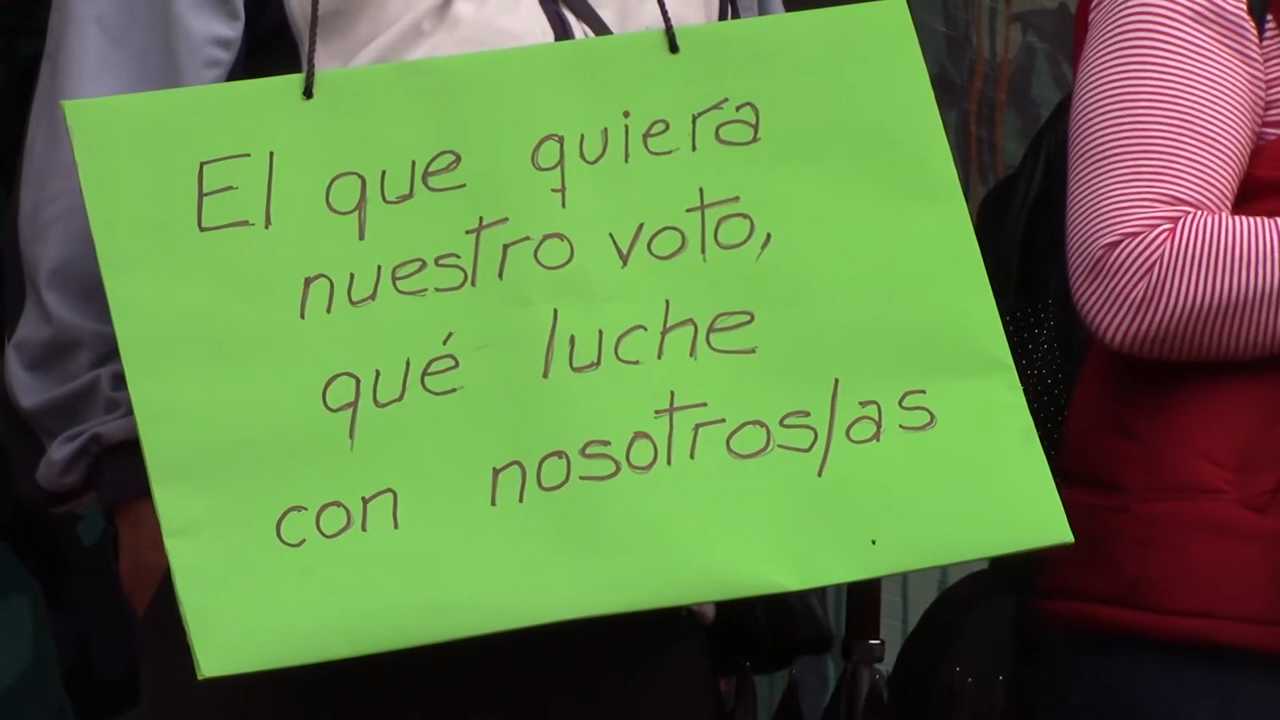 El que quiera
nuestro voto,
qué luche
con nosotros/as